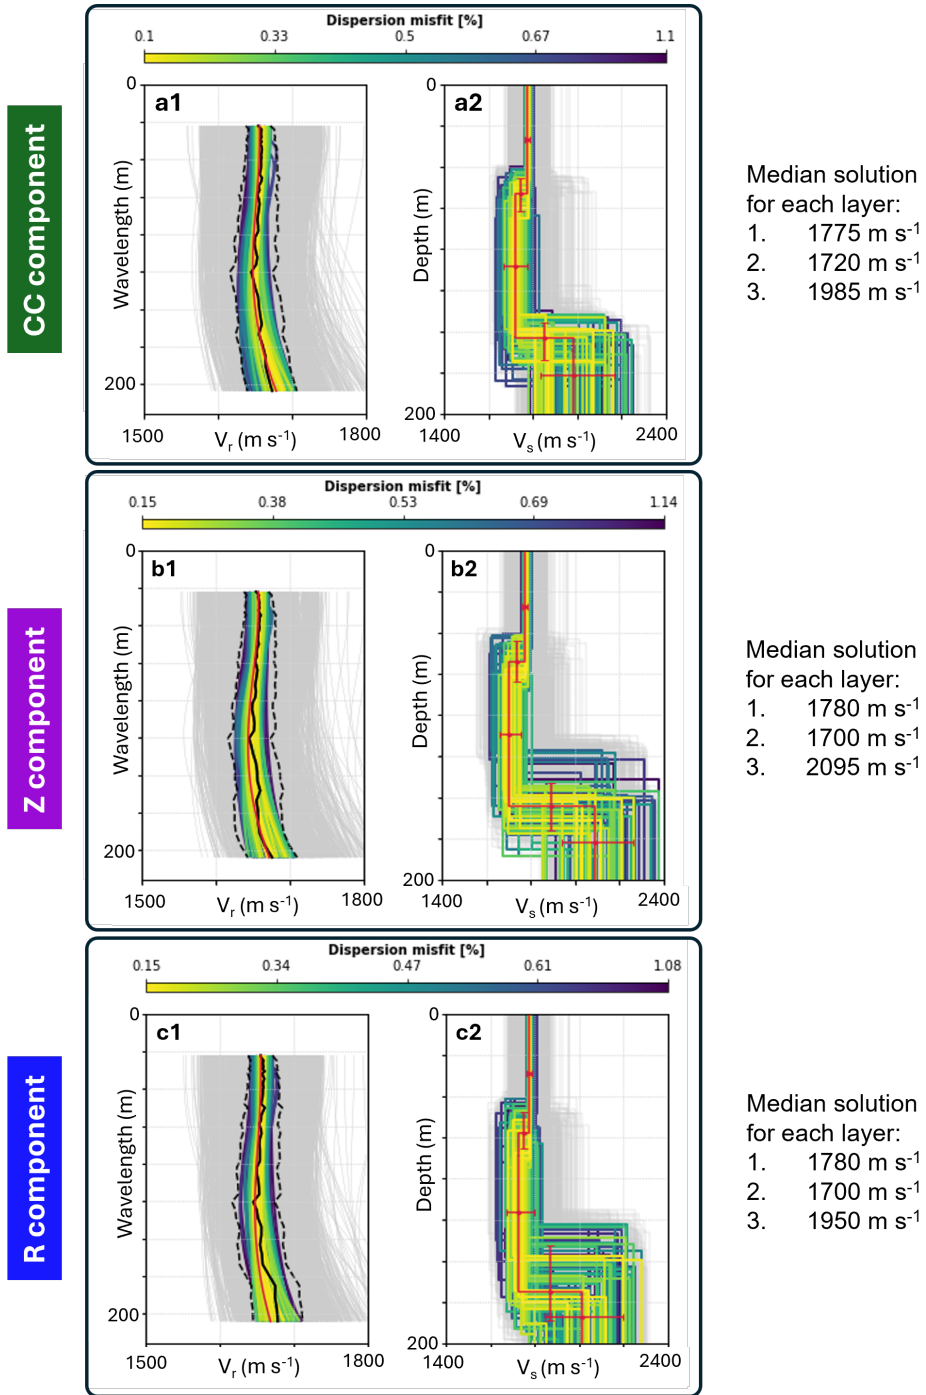 CC component
Dispersion misfit [%]
0.1 0.33 0.5 0.67 1.1
a1
a2
0
200
Wavelength (m)
1500 1800
Vr (m s-1)
0
200
Depth (m)
1400 2400
Vs (m s-1)
Median solution
for each layer:
1. 1775 m s-1
2. 1720 m s-1
3. 1985 m s-1
Z component
Dispersion misfit [%]
0.15 0.38 0.53 0.69 1.14
b1
b2
0
200
Wavelength (m)
1500 1800
Vr (m s-1)
0
200
Depth (m)
1400 2400
Vs (m s-1)
Median solution
for each layer:
1. 1780 m s-1
2. 1700 m s-1
3. 2095 m s-1
R component
Dispersion misfit [%]
0.15 0.34 0.47 0.61 1.08
c1
c2
0
200
Wavelength (m)
1500 1800
Vr (m s-1)
0
200
Depth (m)
1400 2400
Vs (m s-1)
Median solution
for each layer:
1. 1780 m s-1
2. 1700 m s-1
3. 1950 m s-1